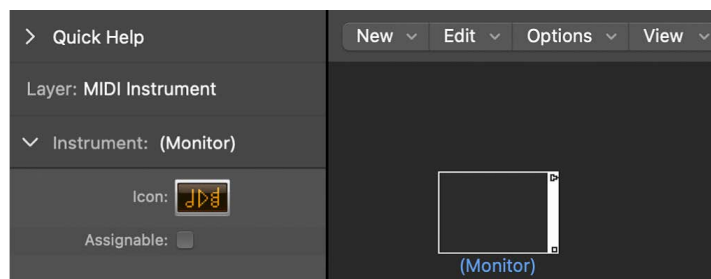 Quick Help
Layer: MIDI Instrument
Instrument: (Monitor)
Icon:
Assignable:
New Edit Options View
(Monitor)